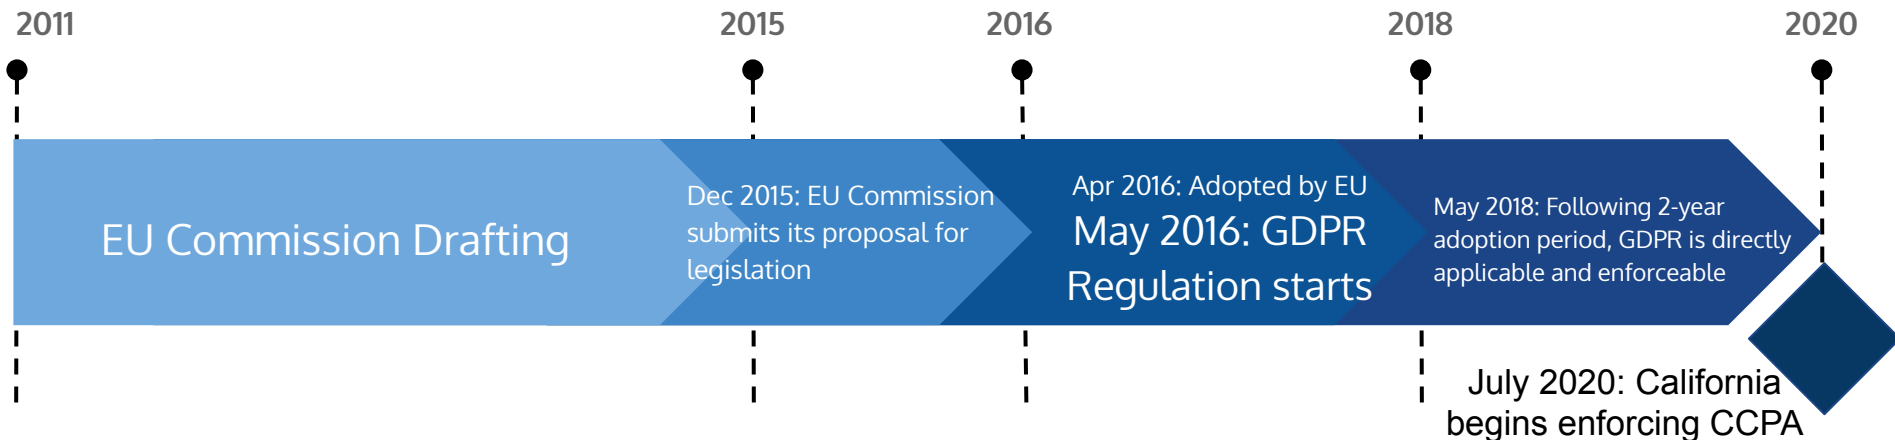 2011
2015
2016
2018
2020
EU Commission Drafting
Dec 2015: EU Commission
submits its proposal for
legislation
Apr 2016: Adopted by EU
May 2016: GDPR
Regulation starts
May 2018: Following 2-year
adoption period, GDPR is directly
applicable and enforceable
July 2020: California
begins enforcing CCPA